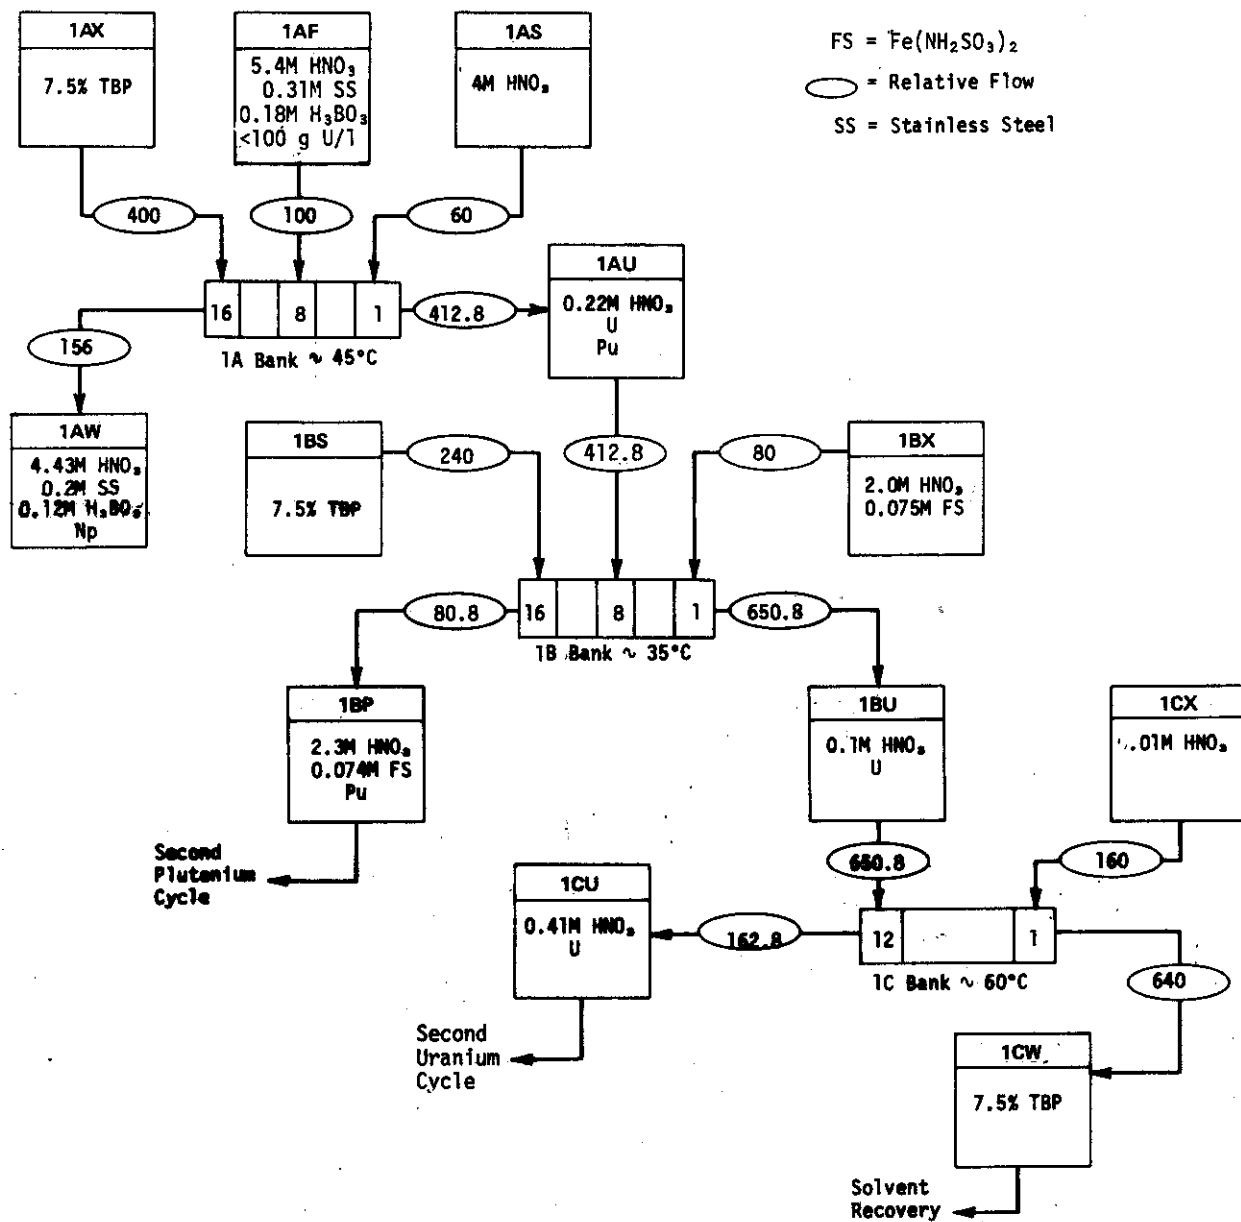 1AX
7.5% TBP
1AF
5.4M HNO₃
0.31M SS
0.18M H₃BO₃
<100 g U/l
1AS
4M HNO₃
FS = Fe(NH₂SO₃)₂
= Relative Flow
SS = Stainless Steel
400
100
60
16
8
1
1A Bank ~ 45°C
412.8
1AU
0.22M HNO₃
U
Pu
156
1AW
4.43M HNO₃
0.2M SS
0.12M H₃BO₃
Np
1BS
7.5% TBP
240
412.8
80
1BX
2.0M HNO₃
0.075M FS
16
8
1
1B Bank ~ 35°C
80.8
650.8
1BP
2.3M HNO₃
0.074M FS
Pu
Second
Plutonium
Cycle
1BU
0.1M HNO₃
U
1CX
.01M HNO₃
650.8
160
12
1
1C Bank ~ 60°C
162.8
1CU
0.41M HNO₃
U
Second
Uranium
Cycle
640
1CW
7.5% TBP
Solvent
Recovery